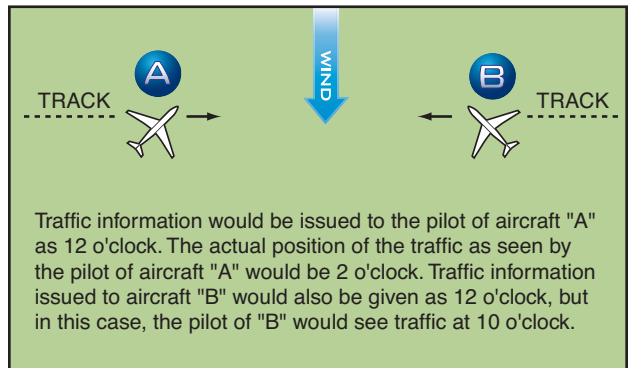 A
B
WIND
TRACK
TRACK
Traffic information would be issued to the pilot of aircraft "A"
as 12 o'clock. The actual position of the traffic as seen by
the pilot of aircraft "A" would be 2 o'clock. Traffic information
issued to aircraft "B" would also be given as 12 o'clock, but
in this case, the pilot of "B" would see traffic at 10 o'clock.